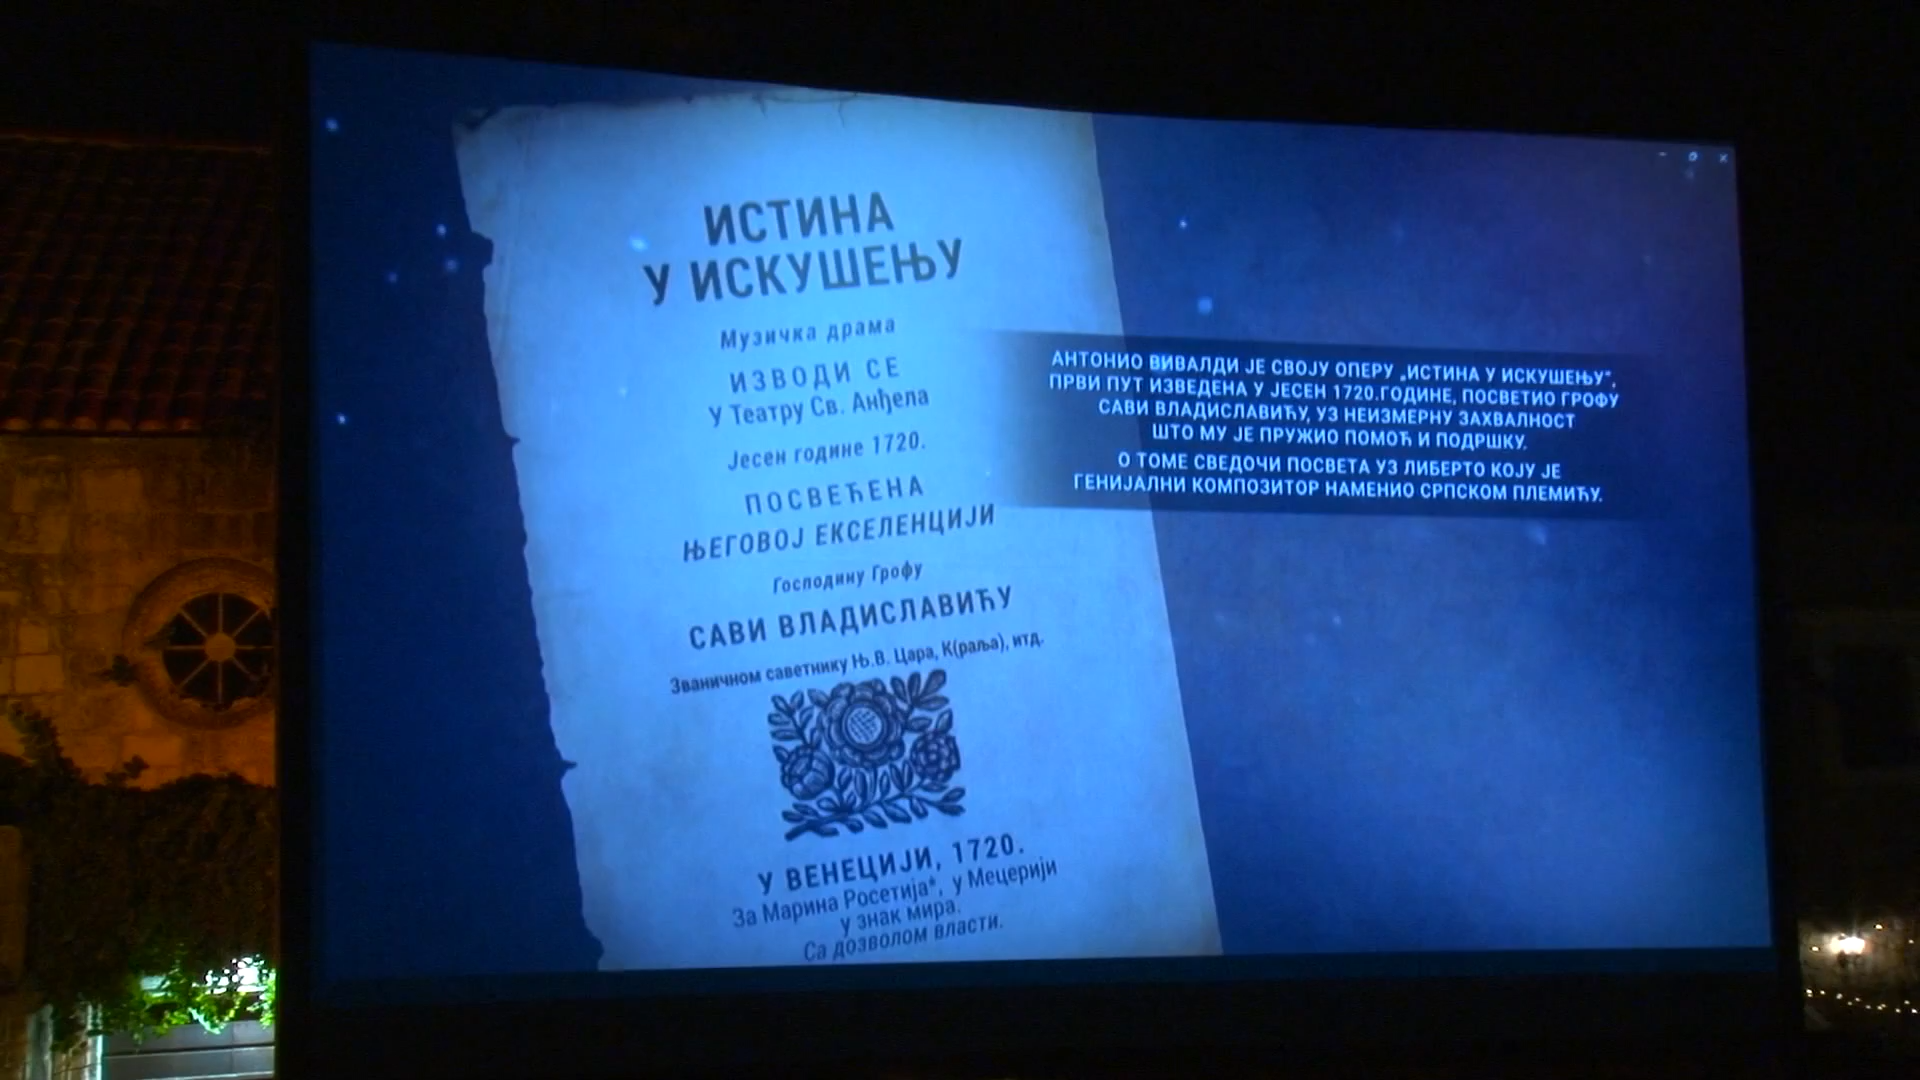 ИСТИНА
У ИСКУШЕЊУ
Музичка драма
ИЗВОДИ СЕ
У Театру Св. Анђела
Јесен године 1720.
ПОСВЕЋЕНА
ЊЕГОВОЈ ЕКСЕЛЕНЦИЈИ
Господину Грофу
САВИ ВЛАДИСЛАВИЋУ
Званичном саветнику Њ.В. Цара, К(раља), итд.
У ВЕНЕЦИЈИ, 1720.
За Марина Росетија*, у Мецерији
у знак мира.
Са дозволом власти.
АНТОНИО ВИВАЛДИ ЈЕ СВОЈУ ОПЕРУ „ИСТИНА У ИСКУШЕЊУ“,
ПРВИ ПУТ ИЗВЕДЕНА У ЈЕСЕН 1720.ГОДИНЕ, ПОСВЕТИО ГРОФУ
САВИ ВЛАДИСЛАВИЋУ, УЗ НЕИЗМЕРНУ ЗАХВАЛНОСТ
ШТО МУ ЈЕ ПРУЖИО ПОМОЋ И ПОДРШКУ.
О ТОМЕ СВЕДОЧИ ПОСВЕТА УЗ ЛИБЕРТО КОЈУ ЈЕ
ГЕНИЈАЛНИ КОМПОЗИТОР НАМЕНИО СРПСКОМ ПЛЕМИЋУ.